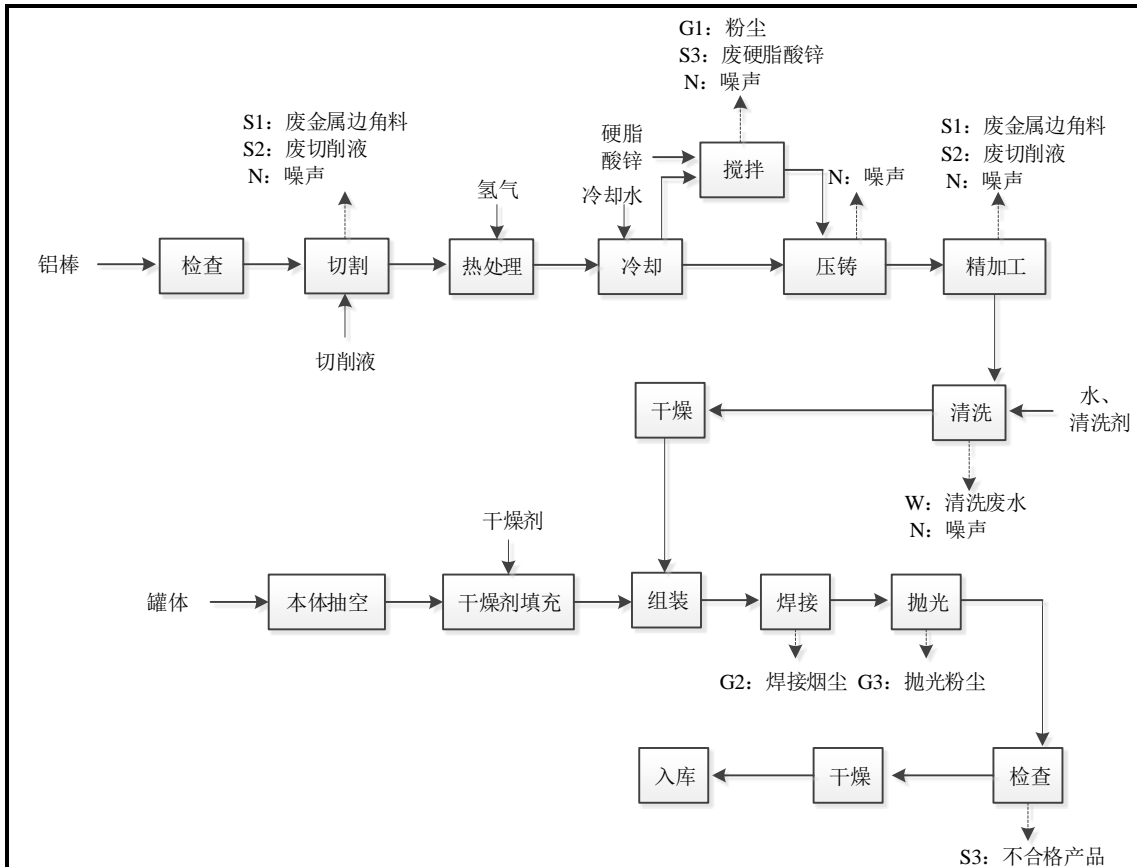 G1：粉尘
S3：废硬脂酸锌
N：噪声
S1：废金属边角料
S2：废切削液
N：噪声
硬脂
酸锌
搅拌
S1：废金属边角料
S2：废切削液
N：噪声
氢气
冷却水
N：噪声
铝棒
检查
切割
热处理
冷却
压铸
精加工
切削液
干燥
清洗
水、
清洗剂
W：清洗废水
N：噪声
干燥剂
罐体
本体抽空
干燥剂填充
组装
焊接
抛光
G2：焊接烟尘
G3：抛光粉尘
入库
干燥
检查
S3：不合格产品